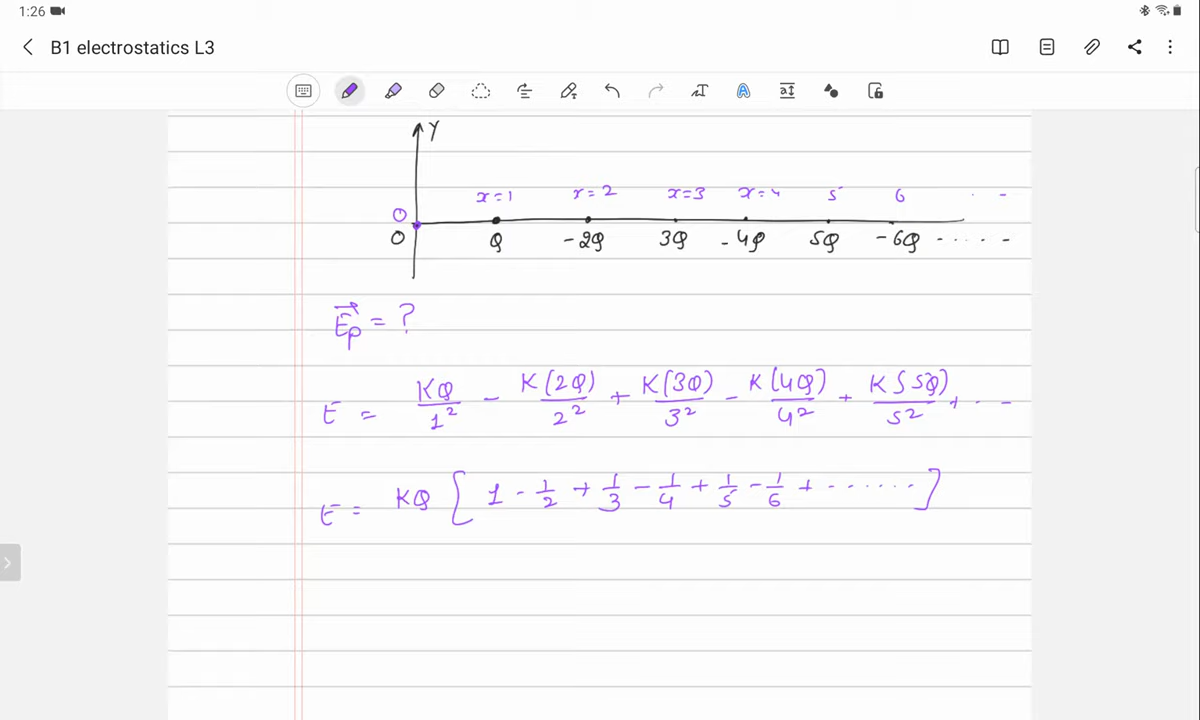 1:26
B1 electrostatics L3
Y
x=1 x=2 x=3 x=4 5 6 . -
O
O Q -2Q 3Q -4Q 5Q -6Q ......
E⃗p = ?
E = KQ/1² - K(2Q)/2² + K(3Q)/3² - K(4Q)/4² + K(5Q)/5² + . - -
E = KQ [ 1 - 1/2 + 1/3 - 1/4 + 1/5 - 1/6 + ....... ]